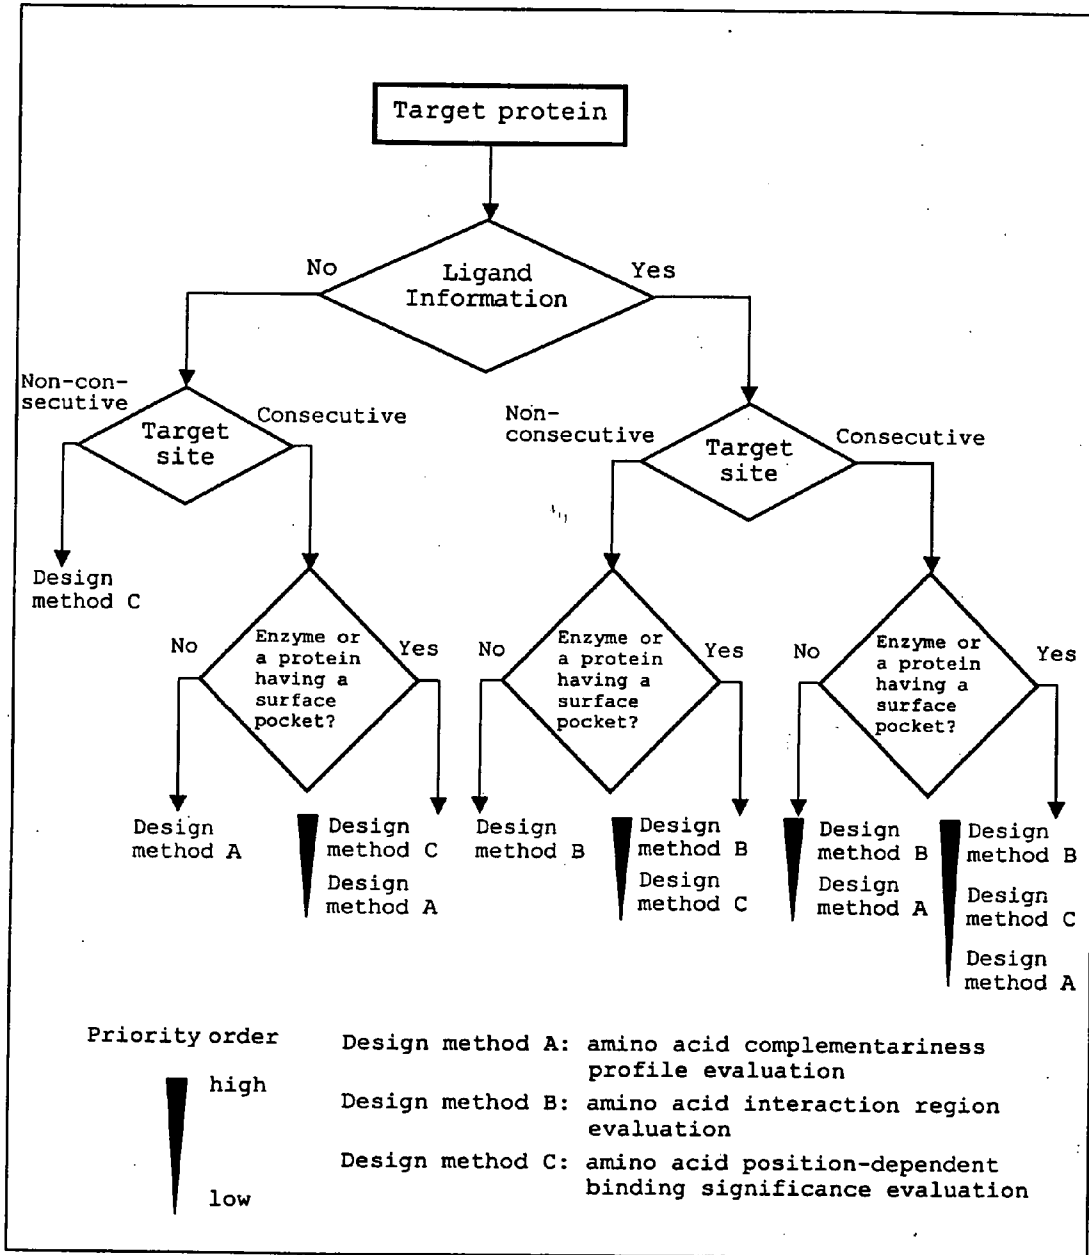 Target protein
No
Yes
Ligand
Information
Non-con-
secutive
Consecutive
Target
site
Non-
consecutive
Consecutive
Target
site
Design
method C
No
Enzyme or
a protein
having a
surface
pocket?
Yes
No
Enzyme or
a protein
having a
surface
pocket?
Yes
No
Enzyme or
a protein
having a
surface
pocket?
Yes
Design
method A
Design
method C
Design
method A
Design
method B
Design
method B
Design
method C
Design
method B
Design
method A
Design
method B
Design
method C
Design
method A
Priority order
high
low
Design method A: amino acid complementariness
profile evaluation
Design method B: amino acid interaction region
evaluation
Design method C: amino acid position-dependent
binding significance evaluation